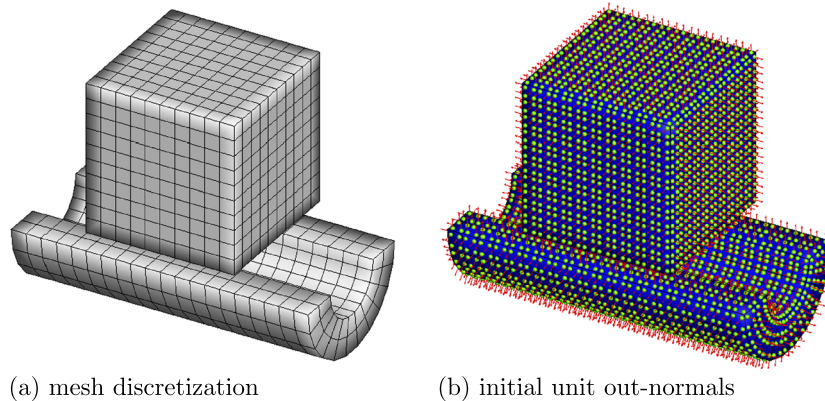 (a) mesh discretization
(b) initial unit out-normals